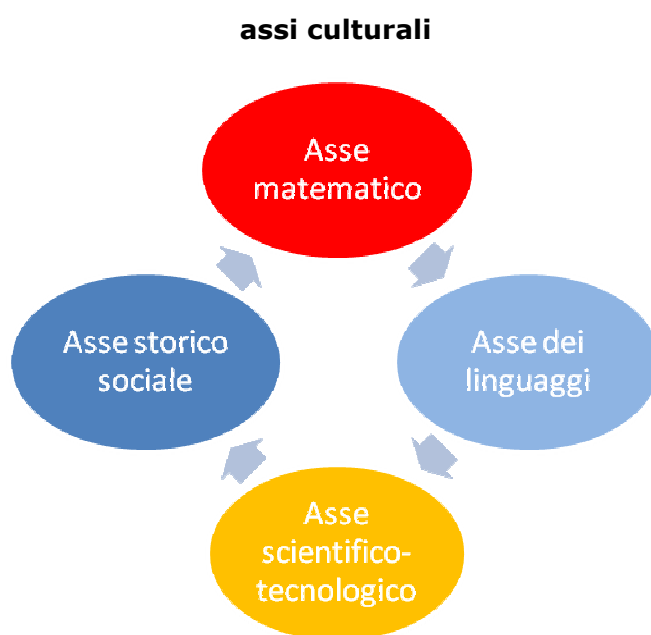 assi culturali
Asse
matematico
Asse storico
sociale
Asse dei
linguaggi
Asse
scientifico-
tecnologico